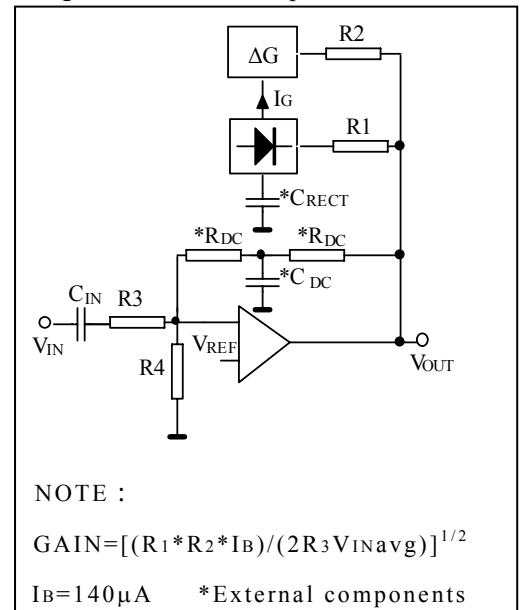 R2
ΔG
IG
R1
*CRECT
*RDC
*RDC
*C DC
CIN
R3
VIN
VREF
R4
VOUT
NOTE :
GAIN=[(R1*R2*IB)/(2R3VINavg)]1/2
IB=140μA *External components